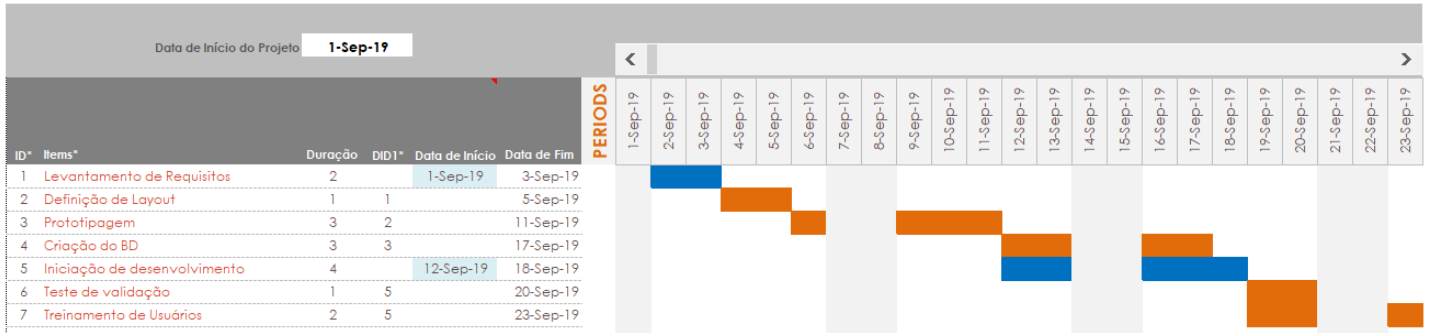 Data de Início do Projeto 1-Sep-19
PERIODS
1-Sep-19 2-Sep-19 3-Sep-19 4-Sep-19 5-Sep-19 6-Sep-19 7-Sep-19 8-Sep-19 9-Sep-19 10-Sep-19 11-Sep-19 12-Sep-19 13-Sep-19 14-Sep-19 15-Sep-19 16-Sep-19 17-Sep-19 18-Sep-19 19-Sep-19 20-Sep-19 21-Sep-19 22-Sep-19 23-Sep-19
ID* Items* Duração DID1* Data de Início Data de Fim
1 Levantamento de Requisitos 2 1-Sep-19 3-Sep-19
2 Definição de Layout 1 1 5-Sep-19
3 Prototipagem 3 2 11-Sep-19
4 Criação do BD 3 3 17-Sep-19
5 Iniciação de desenvolvimento 4 12-Sep-19 18-Sep-19
6 Teste de validação 1 5 20-Sep-19
7 Treinamento de Usuários 2 5 23-Sep-19